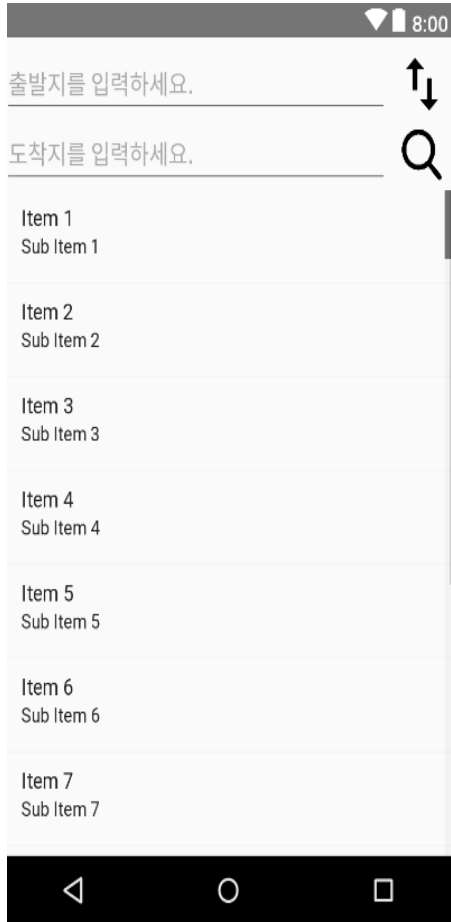 8:00
출발지를 입력하세요.
도착지를 입력하세요.
Item 1
Sub Item 1
Item 2
Sub Item 2
Item 3
Sub Item 3
Item 4
Sub Item 4
Item 5
Sub Item 5
Item 6
Sub Item 6
Item 7
Sub Item 7